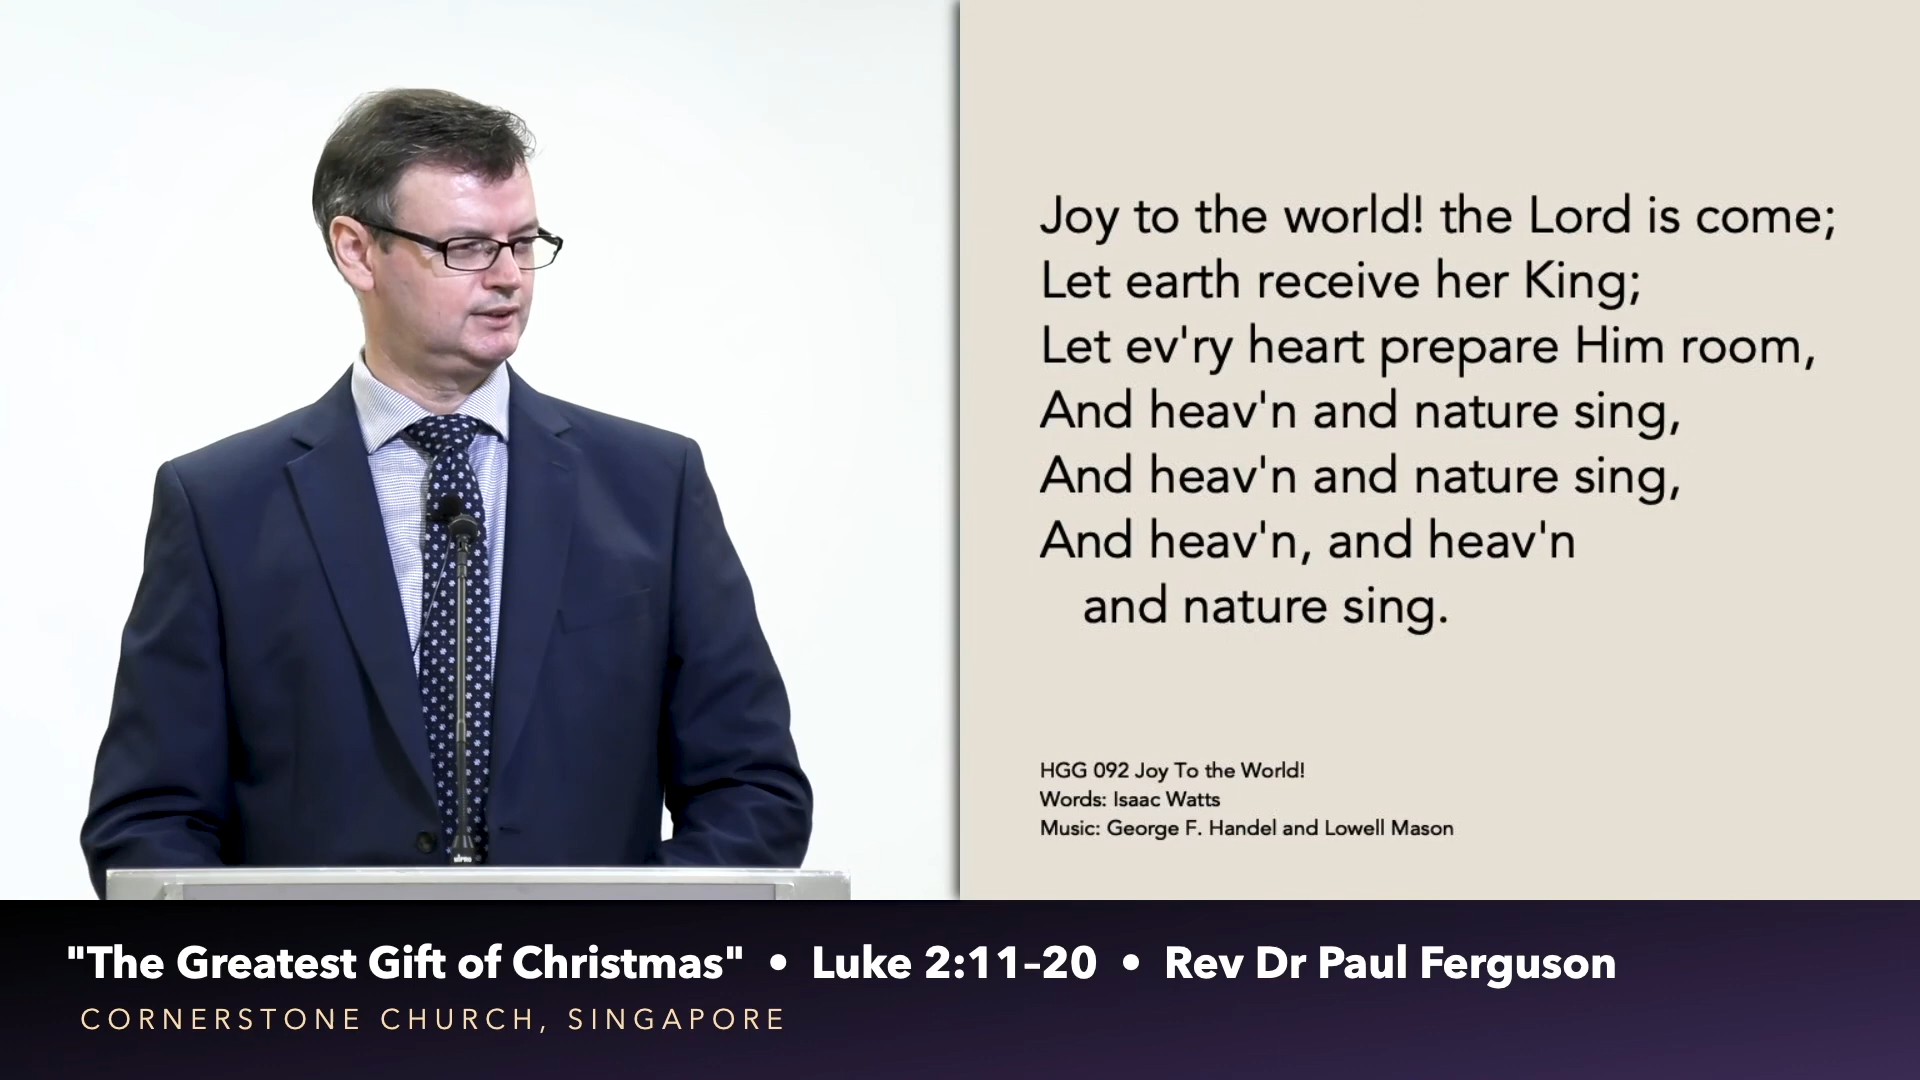 Joy to the world! the Lord is come;
Let earth receive her King;
Let ev'ry heart prepare Him room,
And heav'n and nature sing,
And heav'n and nature sing,
And heav'n, and heav'n
and nature sing.
HGG 092 Joy To the World!
Words: Isaac Watts
Music: George F. Handel and Lowell Mason
"The Greatest Gift of Christmas" • Luke 2:11–20 • Rev Dr Paul Ferguson
CORNERSTONE CHURCH, SINGAPORE